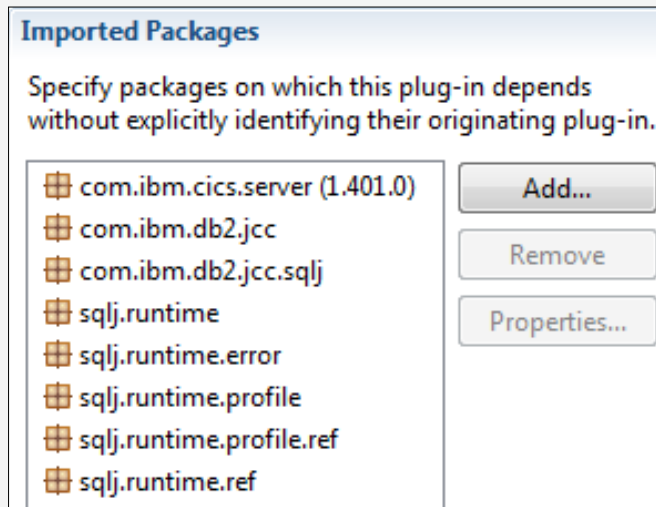 Imported Packages
Specify packages on which this plug-in depends
without explicitly identifying their originating plug-in.
com.ibm.cics.server (1.401.0)
Add...
com.ibm.db2.jcc
Remove
com.ibm.db2.jcc.sqlj
sqlj.runtime
Properties...
sqlj.runtime.error
sqlj.runtime.profile
sqlj.runtime.profile.ref
sqlj.runtime.ref